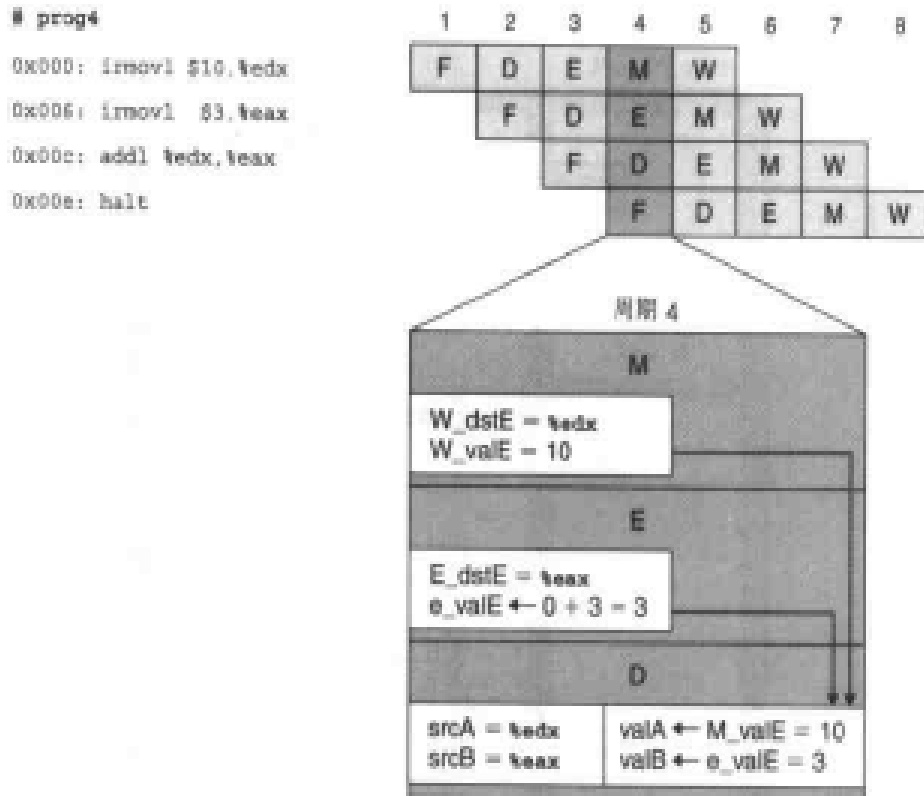 # prog4
0x000: irmovl $10,%edx
0x006: irmovl $3,%eax
0x00c: addl %edx,%eax
0x00e: halt
1 2 3 4 5 6 7 8
F D E M W
F D E M W
F D E M W
F D E M W
周期 4
M
W_dstE = %edx
W_valE = 10
E
E_dstE = %eax
e_valE ← 0 + 3 = 3
D
srcA = %edx
srcB = %eax
valA ← M_valE = 10
valB ← e_valE = 3